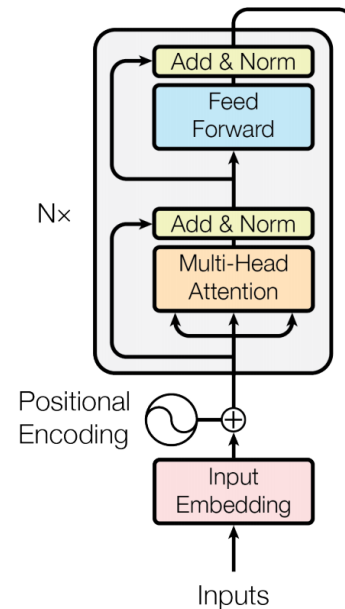 Add & Norm
Feed
Forward
N×
Add & Norm
Multi-Head
Attention
Positional
Encoding
Input
Embedding
Inputs